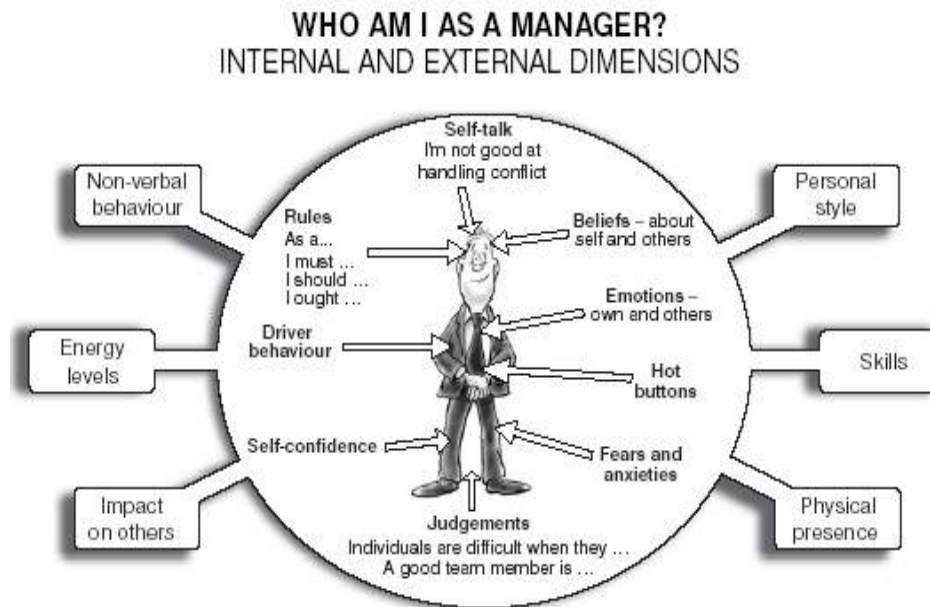 WHO AM I AS A MANAGER?
INTERNAL AND EXTERNAL DIMENSIONS
Self-talk
I'm not good at
handling conflict
Non-verbal
behaviour
Personal
style
Rules
As a...
I must ...
I should ...
I ought ...
Beliefs – about
self and others
Emotions –
own and others
Driver
behaviour
Energy
levels
Skills
Hot
buttons
Self-confidence
Fears and
anxieties
Impact
on others
Physical
presence
Judgements
Individuals are difficult when they ...
A good team member is ...